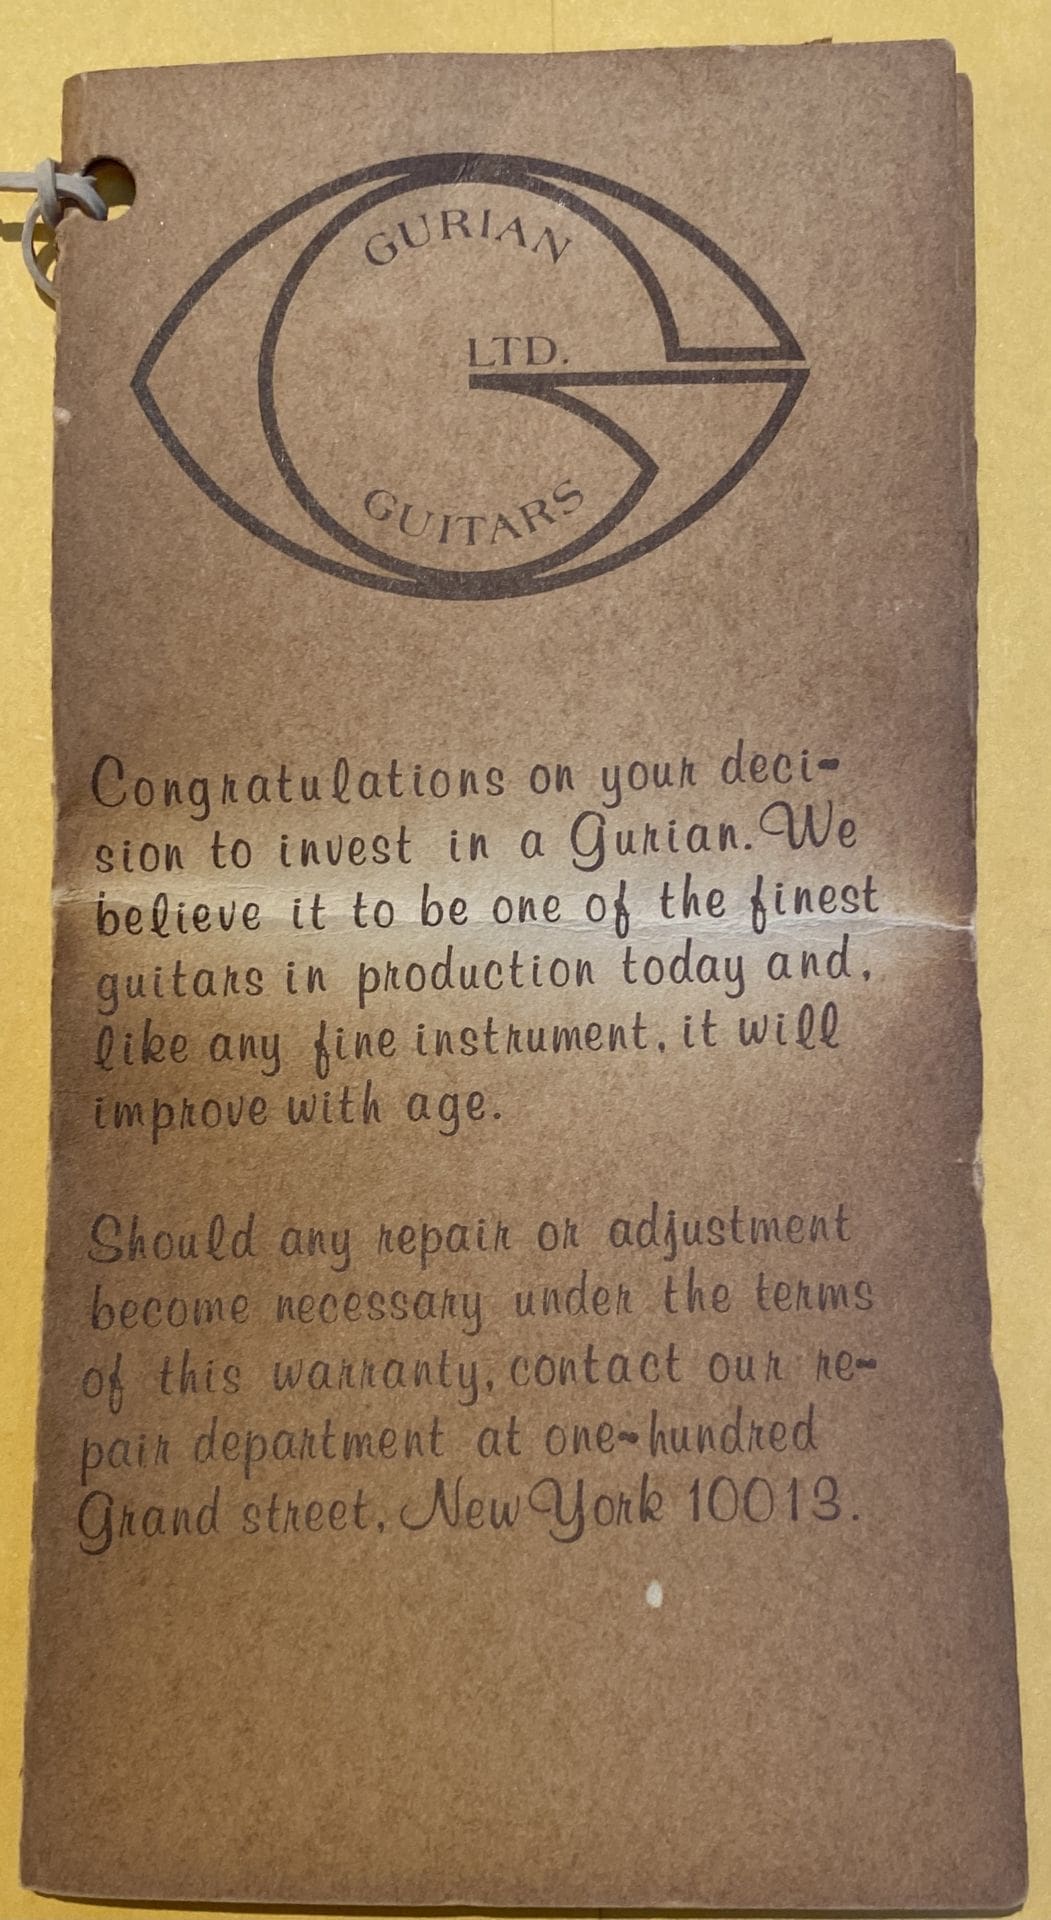 GURIAN
LTD.
GUITARS
Congratulations on your deci-
sion to invest in a Gurian. We
believe it to be one of the finest
guitars in production today and,
like any fine instrument, it will
improve with age.
Should any repair or adjustment
become necessary under the terms
of this warranty, contact our re-
pair department at one-hundred
Grand street, New York 10013.